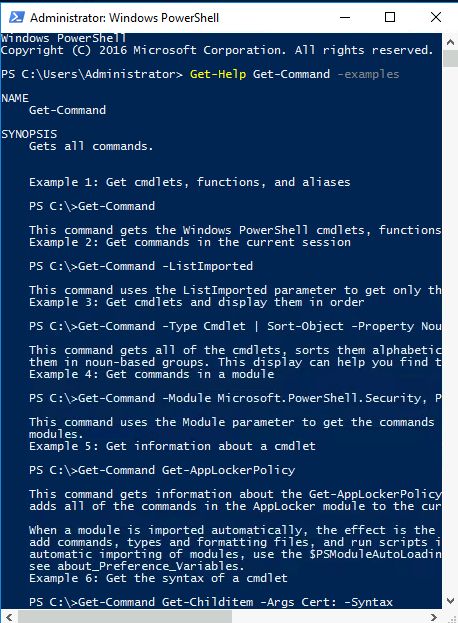 Administrator: Windows PowerShell
Windows PowerShell
Copyright (C) 2016 Microsoft Corporation. All rights reserved.
PS C:\Users\Administrator> Get-Help Get-Command -examples
NAME
Get-Command
SYNOPSIS
Gets all commands.
Example 1: Get cmdlets, functions, and aliases
PS C:\>Get-Command
This command gets the Windows PowerShell cmdlets, functions
Example 2: Get commands in the current session
PS C:\>Get-Command -ListImported
This command uses the ListImported parameter to get only th
Example 3: Get cmdlets and display them in order
PS C:\>Get-Command -Type Cmdlet | Sort-Object -Property Nou
This command gets all of the cmdlets, sorts them alphabetic
them in noun-based groups. This display can help you find t
Example 4: Get commands in a module
PS C:\>Get-Command -Module Microsoft.PowerShell.Security, P
This command uses the Module parameter to get the commands
modules.
Example 5: Get information about a cmdlet
PS C:\>Get-Command Get-AppLockerPolicy
This command gets information about the Get-AppLockerPolicy
adds all of the commands in the AppLocker module to the cur
When a module is imported automatically, the effect is the
add commands, types and formatting files, and run scripts i
automatic importing of modules, use the $PSModuleAutoLoadin
see about_Preference_Variables.
Example 6: Get the syntax of a cmdlet
PS C:\>Get-Command Get-Childitem -Args Cert: -Syntax